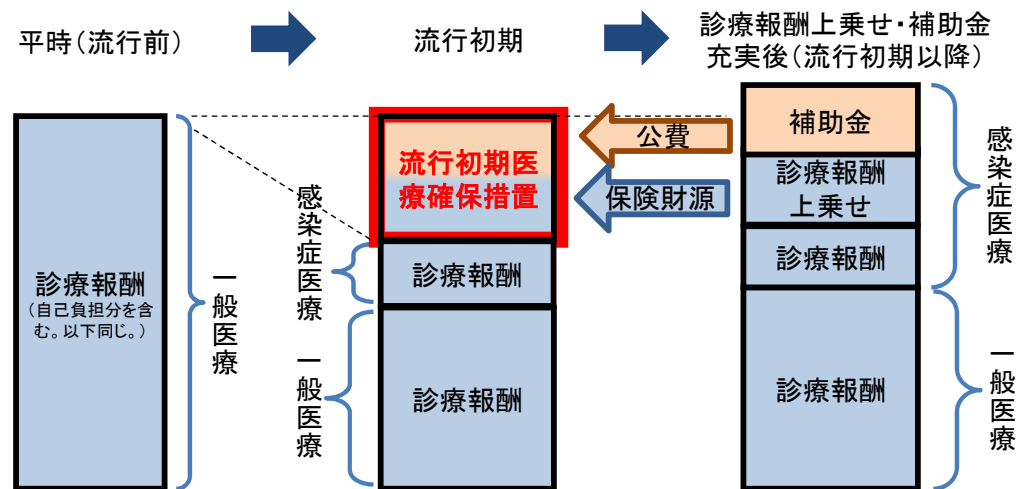 平時（流行前）
流行初期
診療報酬上乗せ・補助金
充実後（流行初期以降）
診療報酬
（自己負担分を含
む。以下同じ。）
一般医療
感染症医療
一般医療
流行初期医
療確保措置
診療報酬
診療報酬
公費
保険財源
補助金
診療報酬
上乗せ
診療報酬
診療報酬
感染症医療
一般医療